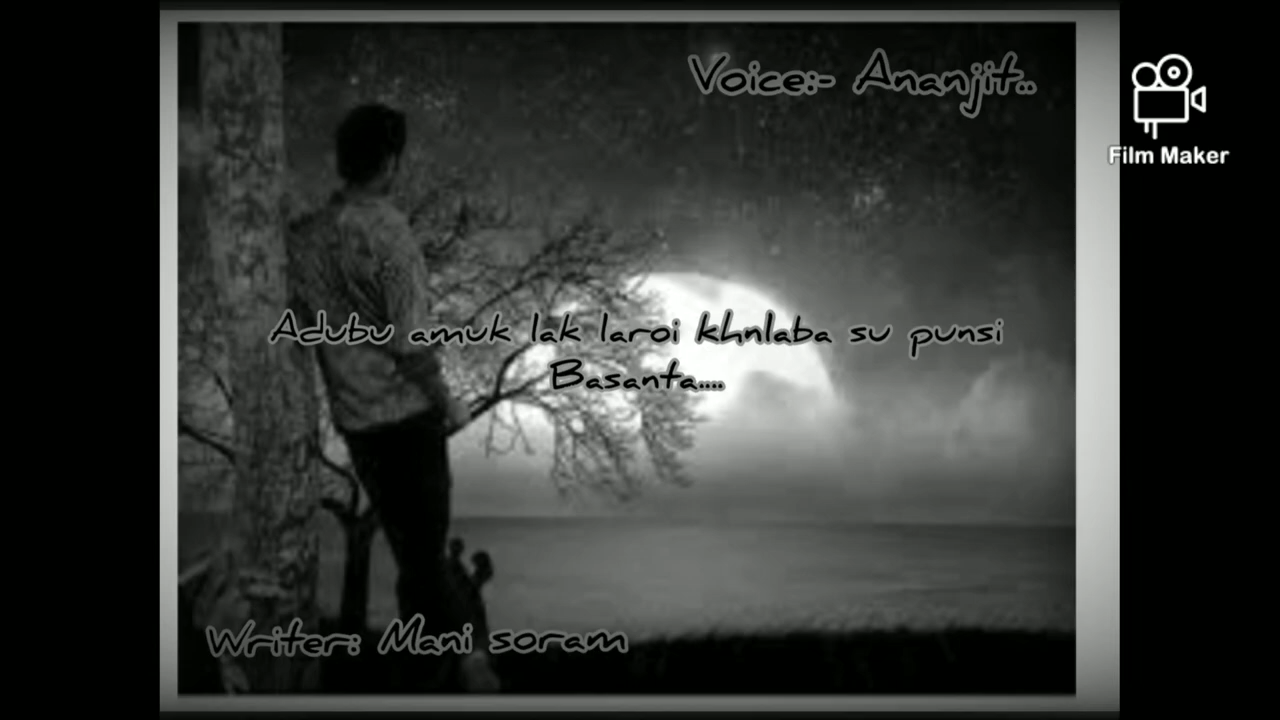 Voice:- Ananjit..
Film Maker
Adubu amuk lak laroi khnlaba su punsi
Basanta....
Writer: Mani soram